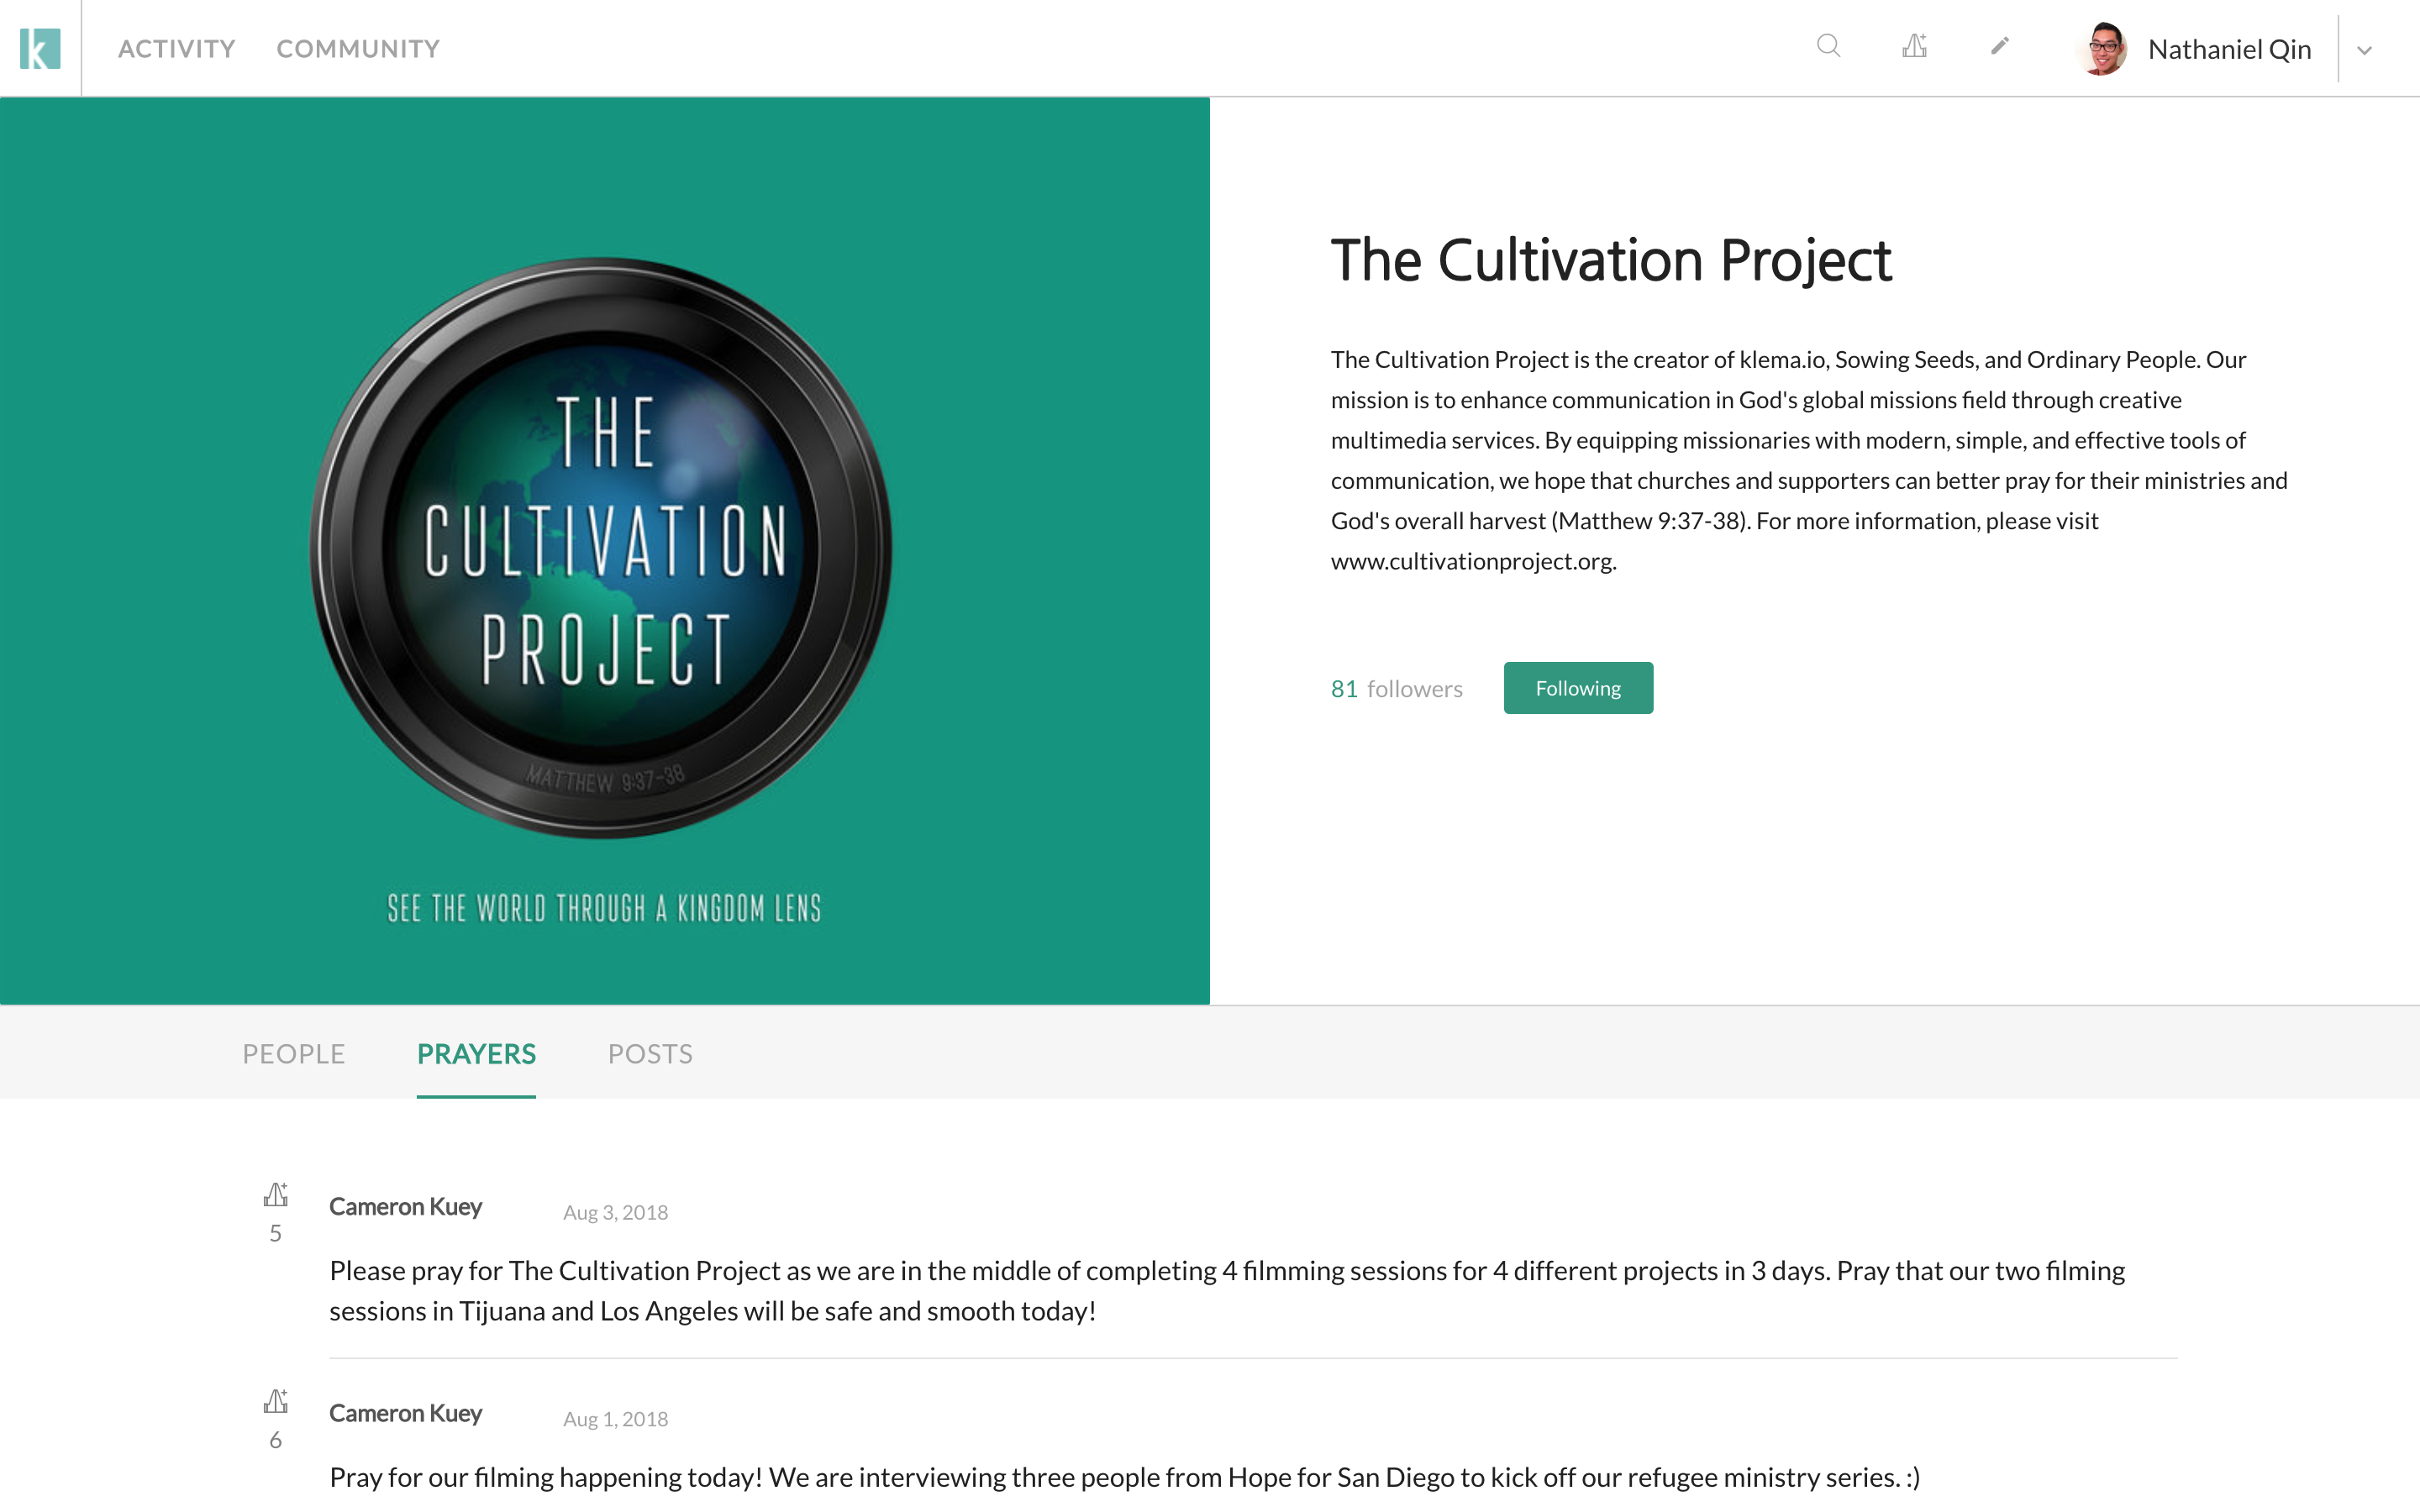 k
ACTIVITY
COMMUNITY
Nathaniel Qin
THE
CULTIVATION
PROJECT
MATTHEW 9:37-38
SEE THE WORLD THROUGH A KINGDOM LENS
The Cultivation Project
The Cultivation Project is the creator of klema.io, Sowing Seeds, and Ordinary People. Our
mission is to enhance communication in God's global missions field through creative
multimedia services. By equipping missionaries with modern, simple, and effective tools of
communication, we hope that churches and supporters can better pray for their ministries and
God's overall harvest (Matthew 9:37-38). For more information, please visit
www.cultivationproject.org.
81 followers
Following
PEOPLE
PRAYERS
POSTS
5
Cameron Kuey
Aug 3, 2018
Please pray for The Cultivation Project as we are in the middle of completing 4 filmming sessions for 4 different projects in 3 days. Pray that our two filming
sessions in Tijuana and Los Angeles will be safe and smooth today!
6
Cameron Kuey
Aug 1, 2018
Pray for our filming happening today! We are interviewing three people from Hope for San Diego to kick off our refugee ministry series. :)